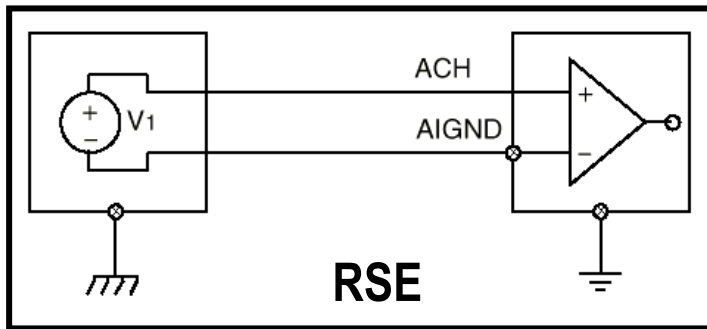 ACH
+
+
V1
−
AIGND
−
RSE